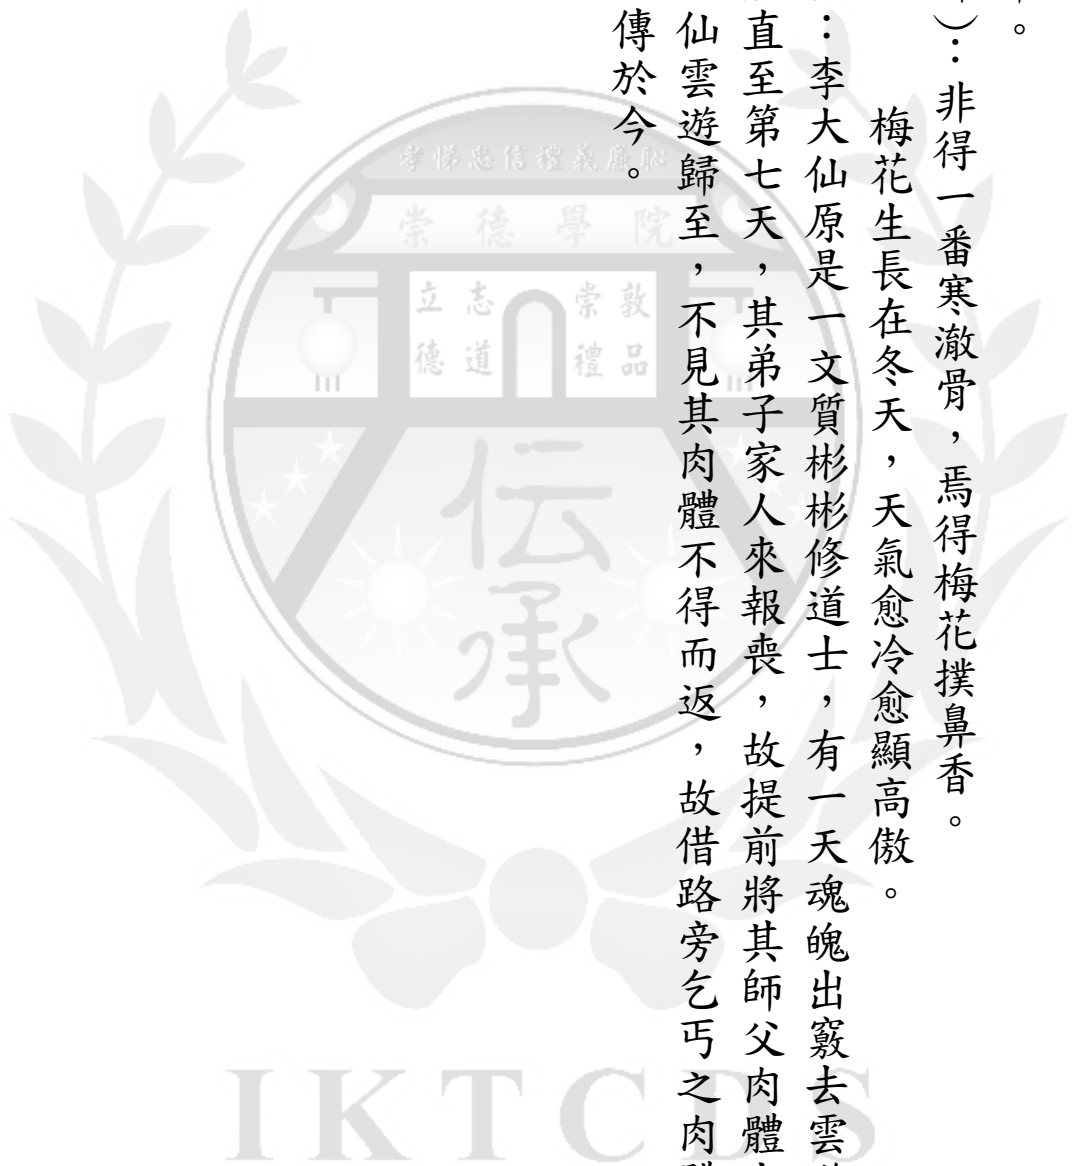 。
）：非得一番寒澈骨，焉得梅花撲鼻香。
梅花生長在冬天，天氣愈冷愈顯高傲。
：李大仙原是一文質彬彬修道士，有一天魂魄出竅去雲
直至第七天，其弟子家人來報喪，故提前將其師父肉體
仙雲遊歸至，不見其肉體不得而返，故借路旁乞丐之肉
傳於今。
孝悌忠信禮義廉恥
崇德學院
敦品崇禮
立志
德道
伝承
IKTCDS